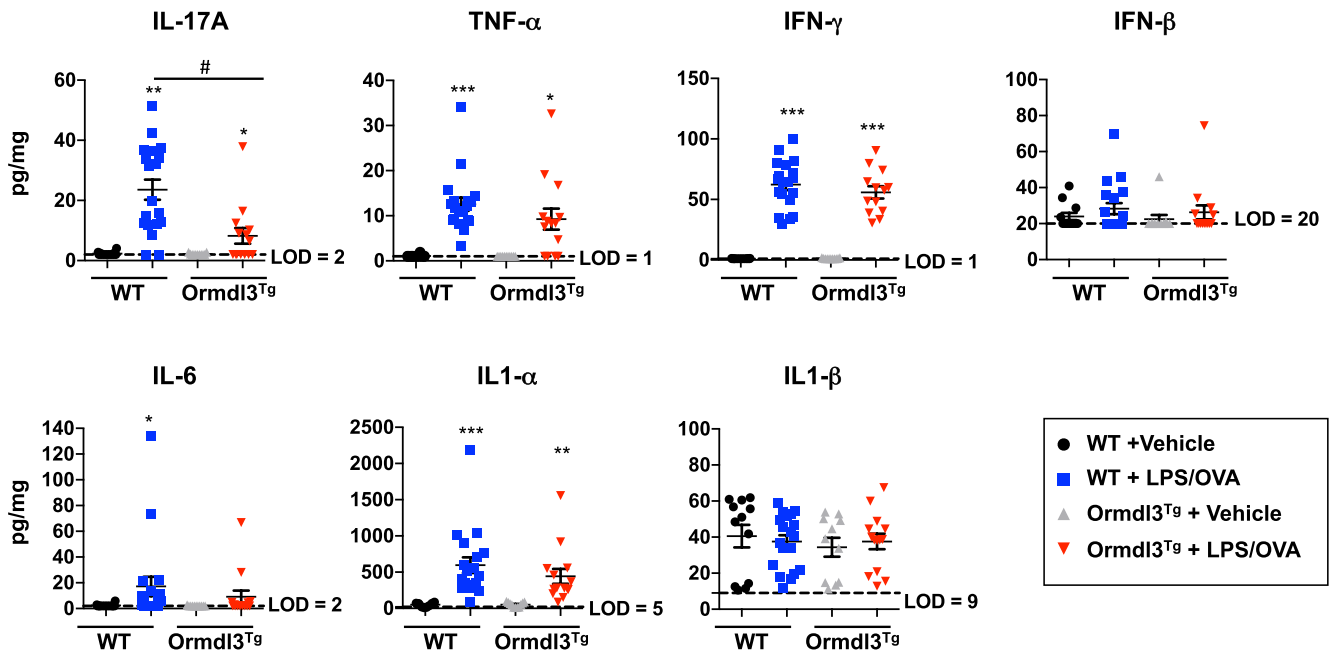 IL-17A
TNF-α
IFN-γ
IFN-β
#
pg/mg
60
40
20
0
**
*
LOD = 2
WT
Ormdl3Tg
40
30
20
10
0
***
*
LOD = 1
WT
Ormdl3Tg
150
100
50
0
***
***
LOD = 1
WT
Ormdl3Tg
100
80
60
40
20
0
LOD = 20
WT
Ormdl3Tg
IL-6
IL1-α
IL1-β
pg/mg
140
120
100
80
60
40
20
0
*
LOD = 2
WT
Ormdl3Tg
2500
2000
1500
1000
500
0
***
**
LOD = 5
WT
Ormdl3Tg
100
80
60
40
20
0
LOD = 9
WT
Ormdl3Tg
WT +Vehicle
WT + LPS/OVA
Ormdl3Tg + Vehicle
Ormdl3Tg + LPS/OVA